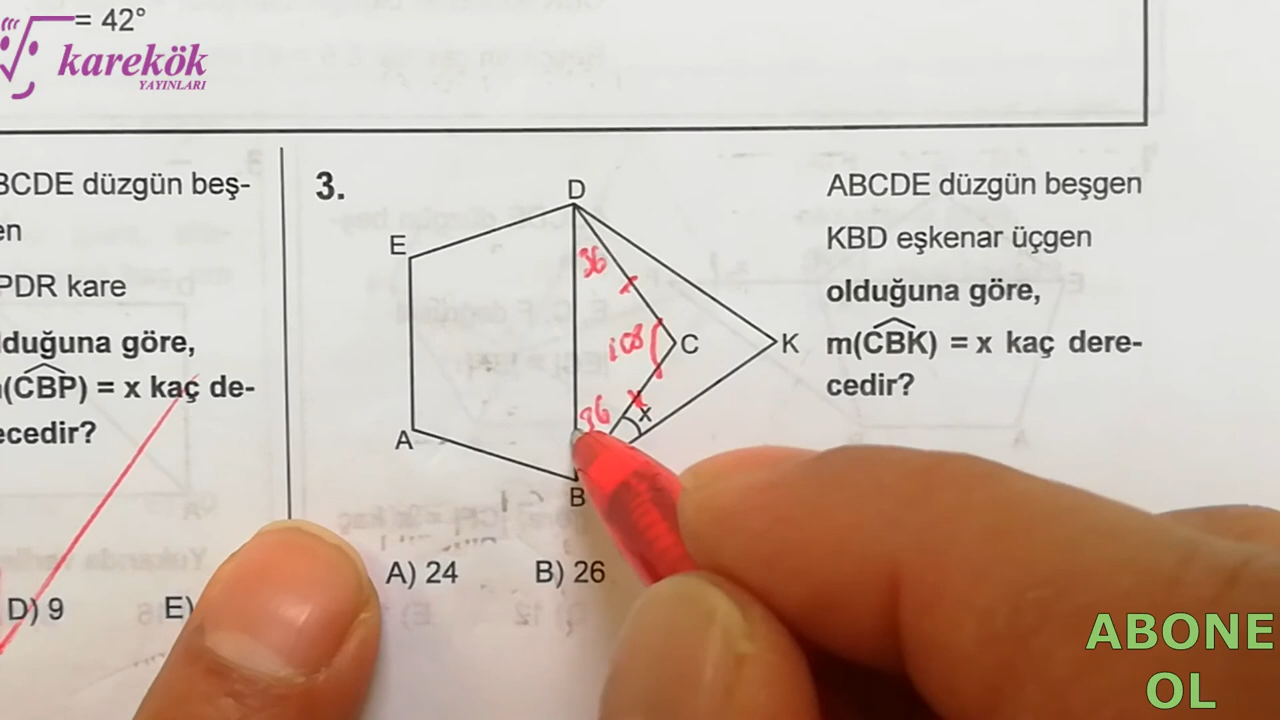 = 42°
karekök
YAYINLARI
BCDE düzgün beş-
en
PDR kare
lduğuna göre,
(CBP) = x kaç de-
ecedir?
D) 9
E)
3.
D
E
36
108
C
K
36
x
A
B
A) 24
B) 26
ABCDE düzgün beşgen
KBD eşkenar üçgen
olduğuna göre,
m(CBK) = x kaç dere-
cedir?
ABONE
OL